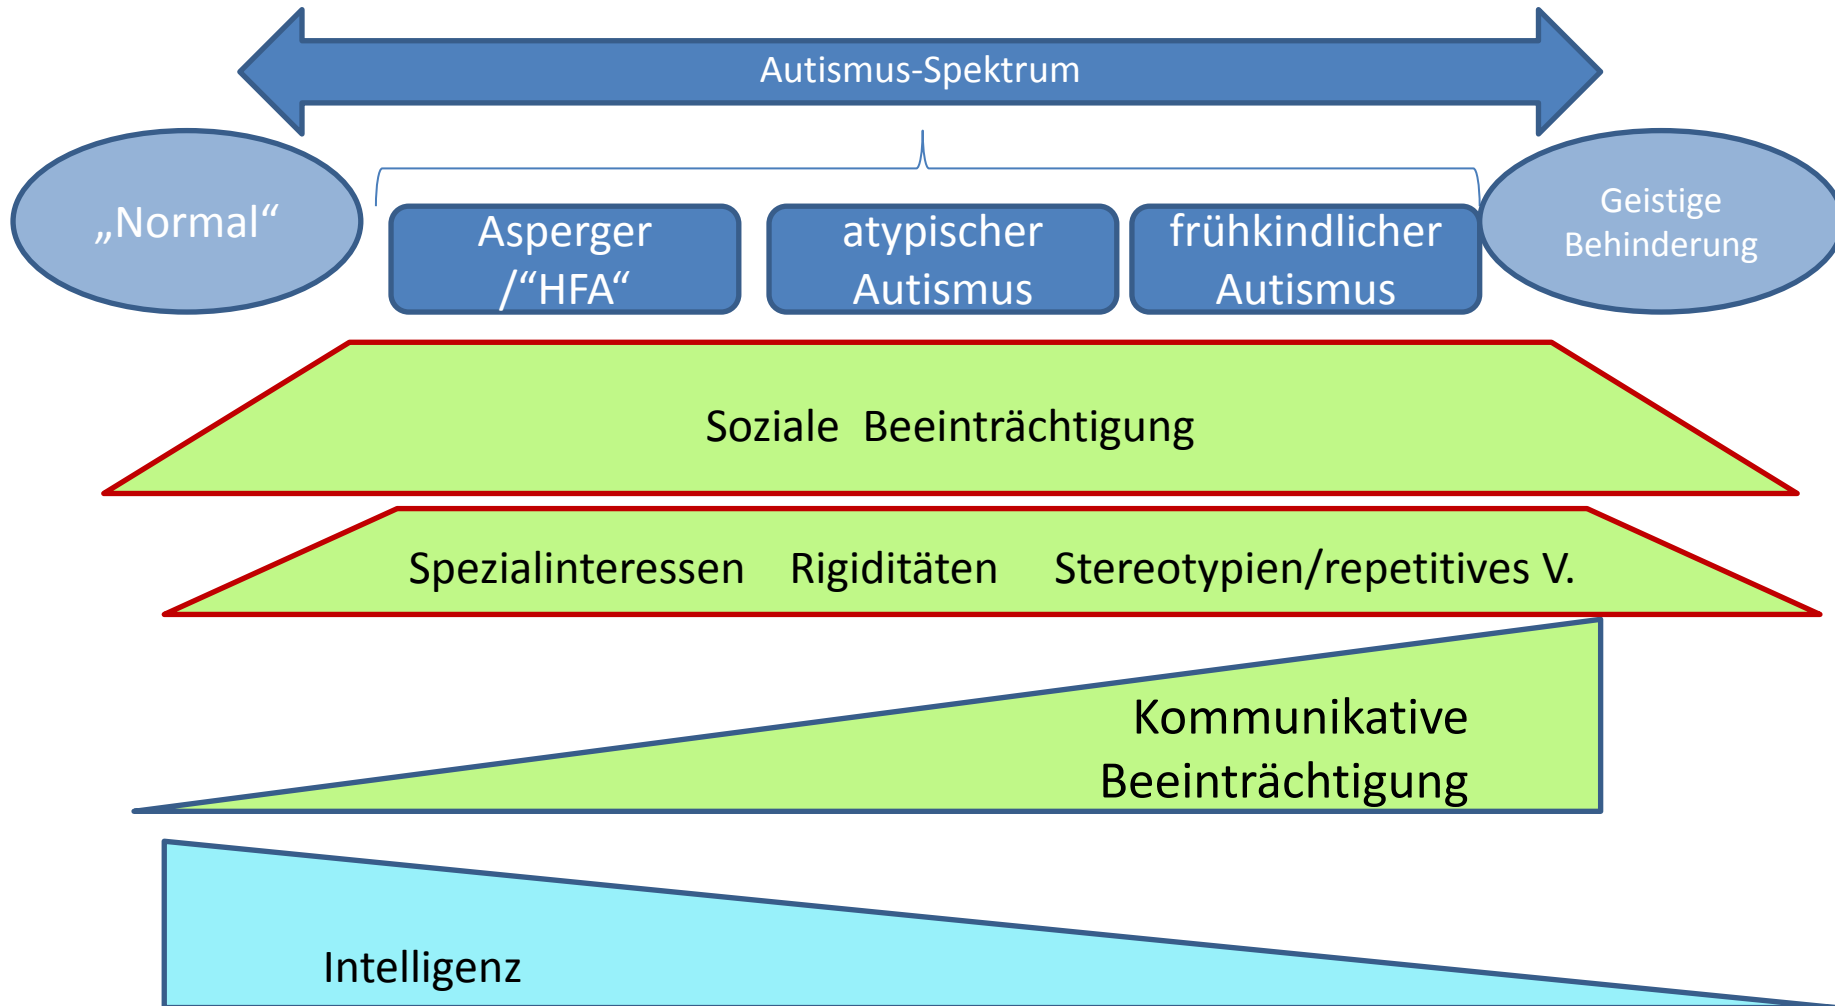 Autismus-Spektrum
„Normal“
Asperger
/“HFA“
atypischer
Autismus
frühkindlicher
Autismus
Geistige
Behinderung
Soziale Beeinträchtigung
Spezialinteressen Rigiditäten Stereotypien/repetitives V.
Kommunikative
Beeinträchtigung
Intelligenz